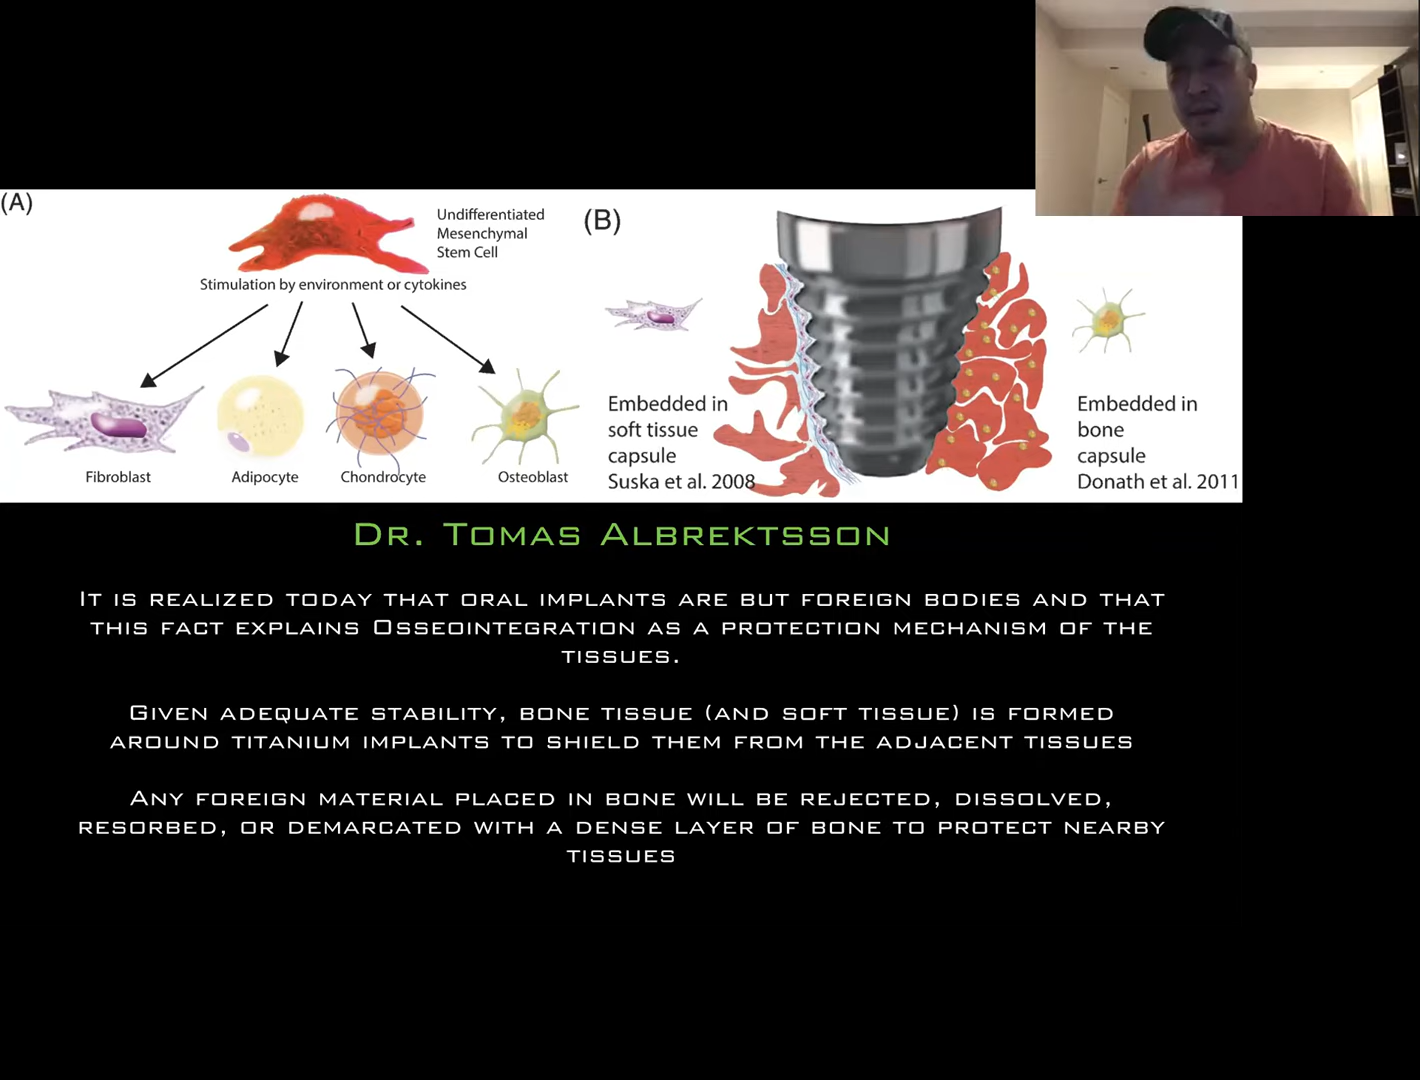 (A)
Undifferentiated
Mesenchymal
Stem Cell
Stimulation by environment or cytokines
Fibroblast
Adipocyte
Chondrocyte
Osteoblast
(B)
Embedded in
soft tissue
capsule
Suska et al. 2008
Embedded in
bone
capsule
Donath et al. 2011
Dr. Tomas Albrektsson
It is realized today that oral implants are but foreign bodies and that
this fact explains Osseointegration as a protection mechanism of the
tissues.
Given adequate stability, bone tissue (and soft tissue) is formed
around titanium implants to shield them from the adjacent tissues
Any foreign material placed in bone will be rejected, dissolved,
resorbed, or demarcated with a dense layer of bone to protect nearby
tissues